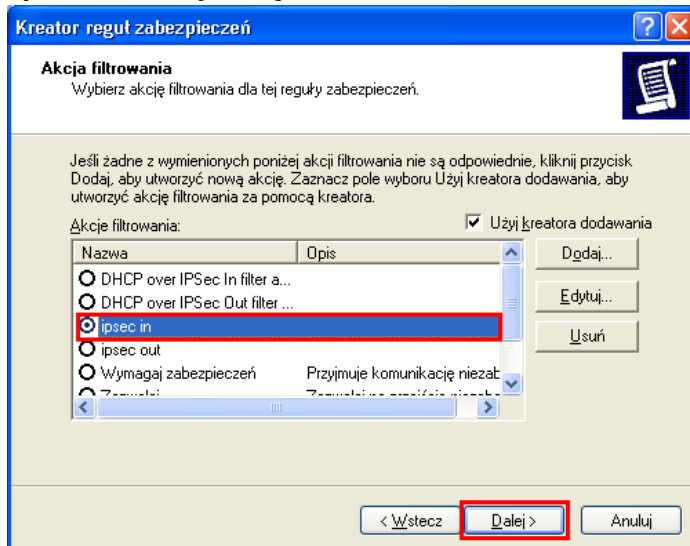 Kreator reguł zabezpieczeń
Akcja filtrowania
Wybierz akcję filtrowania dla tej reguły zabezpieczeń.
Jeśli żadne z wymienionych poniżej akcji filtrowania nie są odpowiednie, kliknij przycisk
Dodaj, aby utworzyć nową akcję. Zaznacz pole wyboru Użyj kreatora dodawania, aby
utworzyć akcję filtrowania za pomocą kreatora.
Akcje filtrowania:
Użyj kreatora dodawania
Nazwa Opis
DHCP over IPSec In filter a...
DHCP over IPSec Out filter ...
ipsec in
ipsec out
Wymagaj zabezpieczeń Przyjmuje komunikację niezab
Dodaj...
Edytuj...
Usuń
< Wstecz
Dalej >
Anuluj